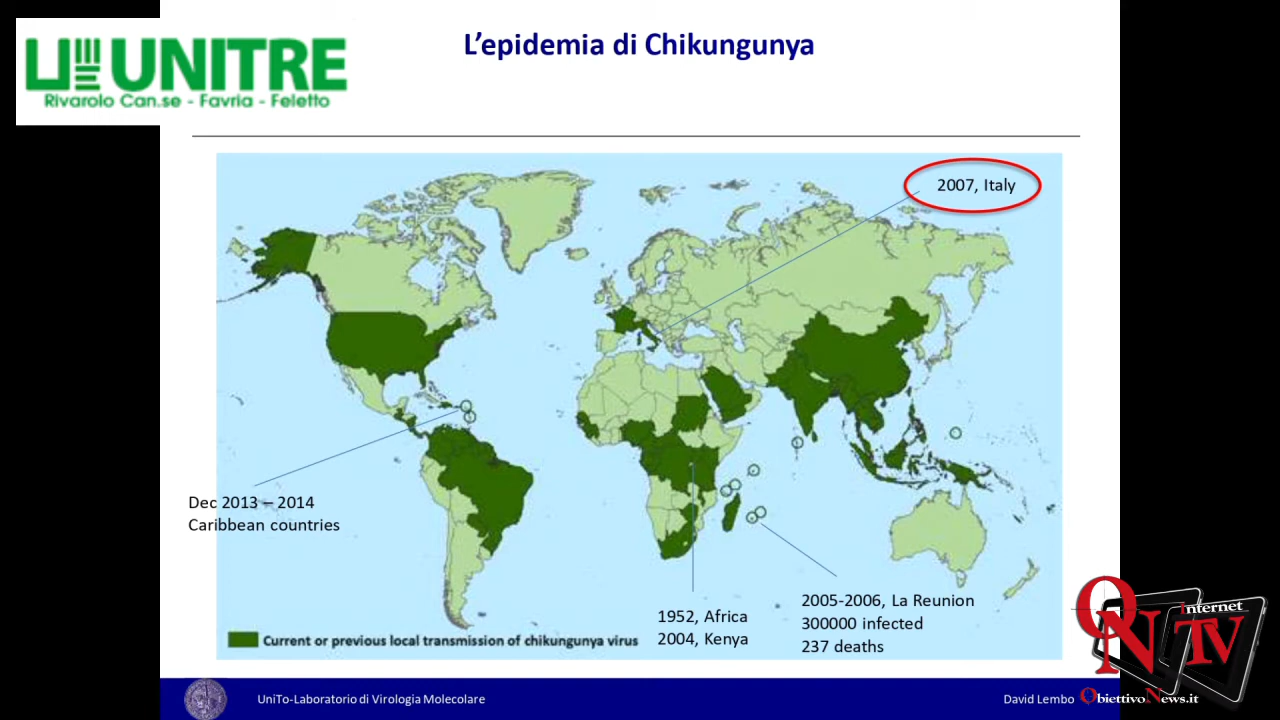 L'epidemia di Chikungunya
UNITRE
Rivarolo Can.se - Favria - Feletto
2007, Italy
Dec 2013 – 2014
Caribbean countries
1952, Africa
2004, Kenya
2005-2006, La Reunion
300000 infected
237 deaths
Current or previous local transmission of chikungunya virus
UniTo-Laboratorio di Virologia Molecolare
David Lembo
ON
Internet
TV
ObiettivoNews.it